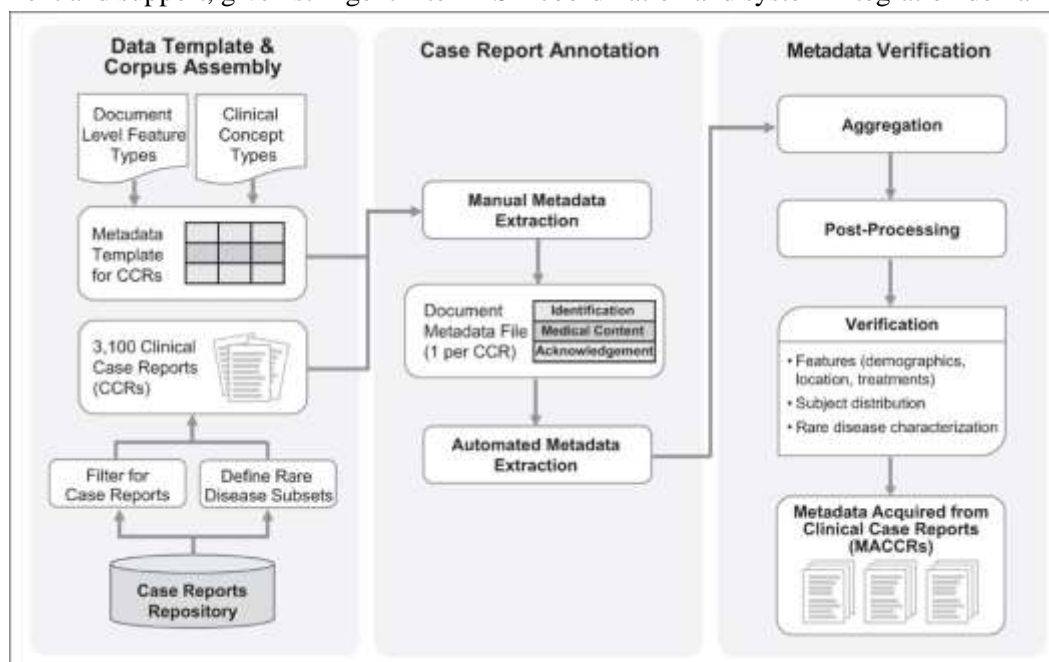 Data Template &
Corpus Assembly
Document
Level Feature
Types
Clinical
Concept
Types
Metadata
Template
for CCRs
3,100 Clinical
Case Reports
(CCRs)
Filter for
Case Reports
Define Rare
Disease Subsets
Case Reports
Repository
Case Report Annotation
Manual Metadata
Extraction
Document
Metadata File
(1 per CCR)
Identification
Medical Content
Acknowledgement
Automated Metadata
Extraction
Metadata Verification
Aggregation
Post-Processing
Verification
• Features (demographics,
location, treatments)
• Subject distribution
• Rare disease characterization
Metadata Acquired from
Clinical Case Reports
(MACCRs)